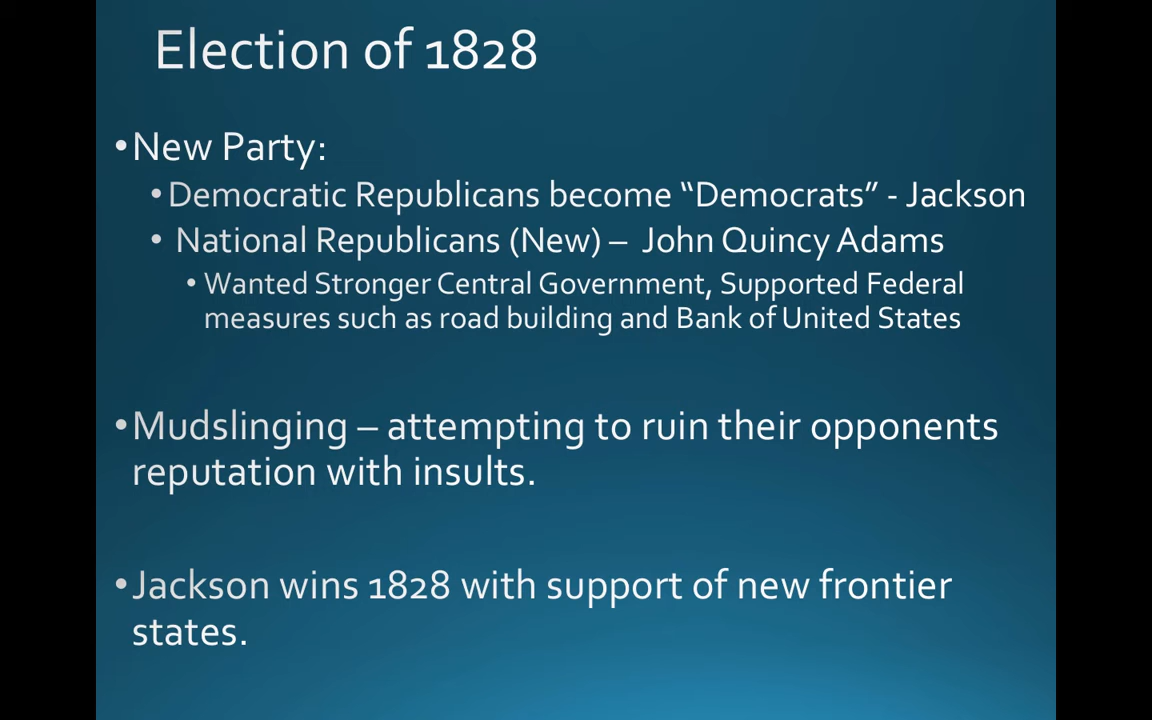 Election of 1828
•New Party:
•Democratic Republicans become “Democrats” - Jackson
• National Republicans (New) – John Quincy Adams
• Wanted Stronger Central Government, Supported Federal
measures such as road building and Bank of United States
•Mudslinging – attempting to ruin their opponents
reputation with insults.
•Jackson wins 1828 with support of new frontier
states.